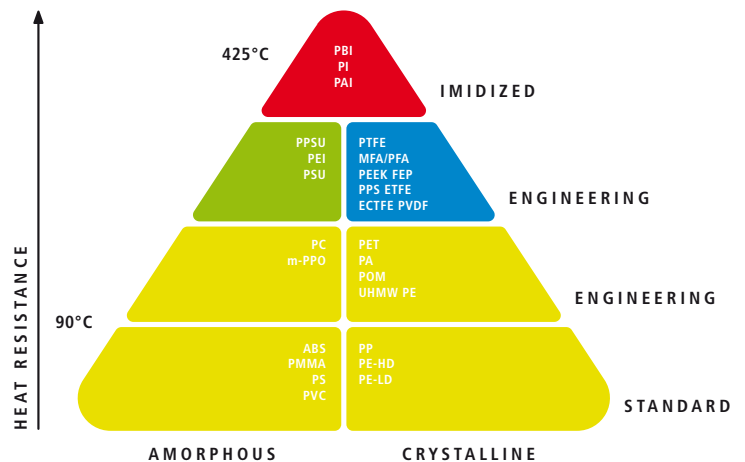 425°C
PBI
PI
PAI
IMIDIZED
PPSU
PEI
PSU
PTFE
MFA/PFA
PEEK FEP
PPS ETFE
ECTFE PVDF
ENGINEERING
PC
m-PPO
PET
PA
POM
UHMW PE
ENGINEERING
90°C
ABS
PMMA
PS
PVC
PP
PE-HD
PE-LD
STANDARD
HEAT RESISTANCE
AMORPHOUS
CRYSTALLINE